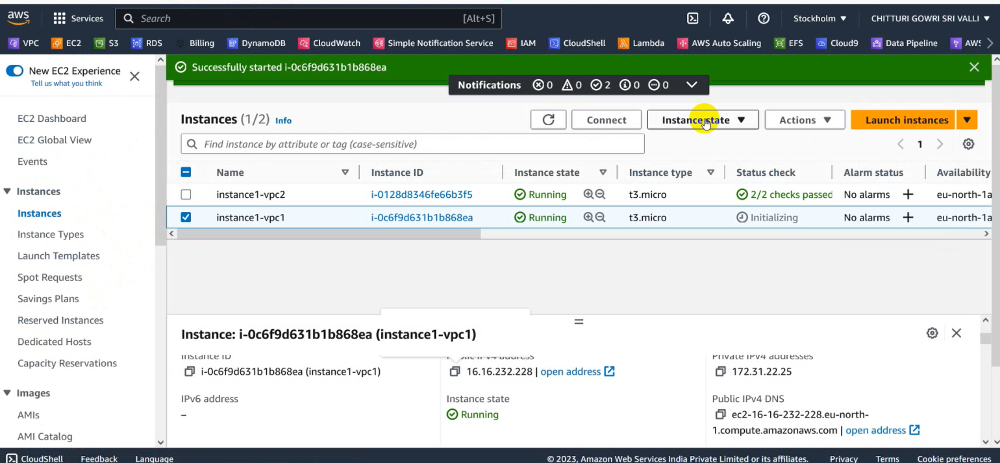 aws Services Search [Alt+S] Stockholm CHITTURI GOWRI SRI VALLI
VPC EC2 S3 RDS Billing DynamoDB CloudWatch Simple Notification Service IAM CloudShell Lambda AWS Auto Scaling EFS Cloud9 Data Pipeline AWS
New EC2 Experience
Tell us what you think
Successfully started i-0c6f9d631b1b868ea
Notifications 0 0 2 0 0
EC2 Dashboard
EC2 Global View
Events
Instances
Instances
Instance Types
Launch Templates
Spot Requests
Savings Plans
Reserved Instances
Dedicated Hosts
Capacity Reservations
Images
AMIs
AMI Catalog
Instances (1/2) Info Connect Instance state Actions Launch instances
Find instance by attribute or tag (case-sensitive) 1
Name Instance ID Instance state Instance type Status check Alarm status Availability
instance1-vpc2 i-0128d8346fe66b3f5 Running t3.micro 2/2 checks passed No alarms + eu-north-1a
instance1-vpc1 i-0c6f9d631b1b868ea Running t3.micro Initializing No alarms + eu-north-1a
Instance: i-0c6f9d631b1b868ea (instance1-vpc1)
Instance ID Public IPv4 address Private IPv4 addresses
i-0c6f9d631b1b868ea (instance1-vpc1) 16.16.232.228 | open address 172.31.22.25
IPv6 address Instance state Public IPv4 DNS
– Running ec2-16-16-232-228.eu-north-
1.compute.amazonaws.com | open address
CloudShell Feedback Language © 2023, Amazon Web Services India Private Limited or its affiliates. Privacy Terms Cookie preferences